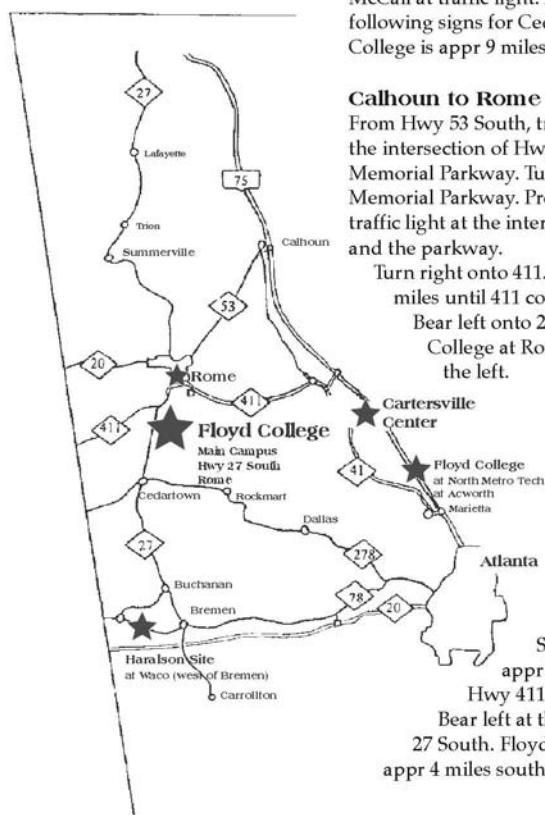 McCall at traffic light.
following signs for Ced
College is appr 9 miles
Calhoun to Rome
From Hwy 53 South, tr
the intersection of Hw
Memorial Parkway. Tu
Memorial Parkway. Pro
traffic light at the inter
and the parkway.
Turn right onto 411.
miles until 411 co
Bear left onto 2
College at Ro
the left.
27
Lafayette
75
Trion
Summerville
Calhoun
53
20
Rome
411
Cartersville
Center
411
Floyd College
Main Campus
Hwy 27 South
Rome
41
Floyd College
at North Metro Tech
at Acworth
Marietta
Cedartown
Rockmart
Dallas
27
278
Atlanta
Buchanan
78
20
Bremen
Haralson Site
at Waco (west of Bremen)
Carrollton
S
appr
Hwy 411
Bear left at th
27 South. Floyd
appr 4 miles south